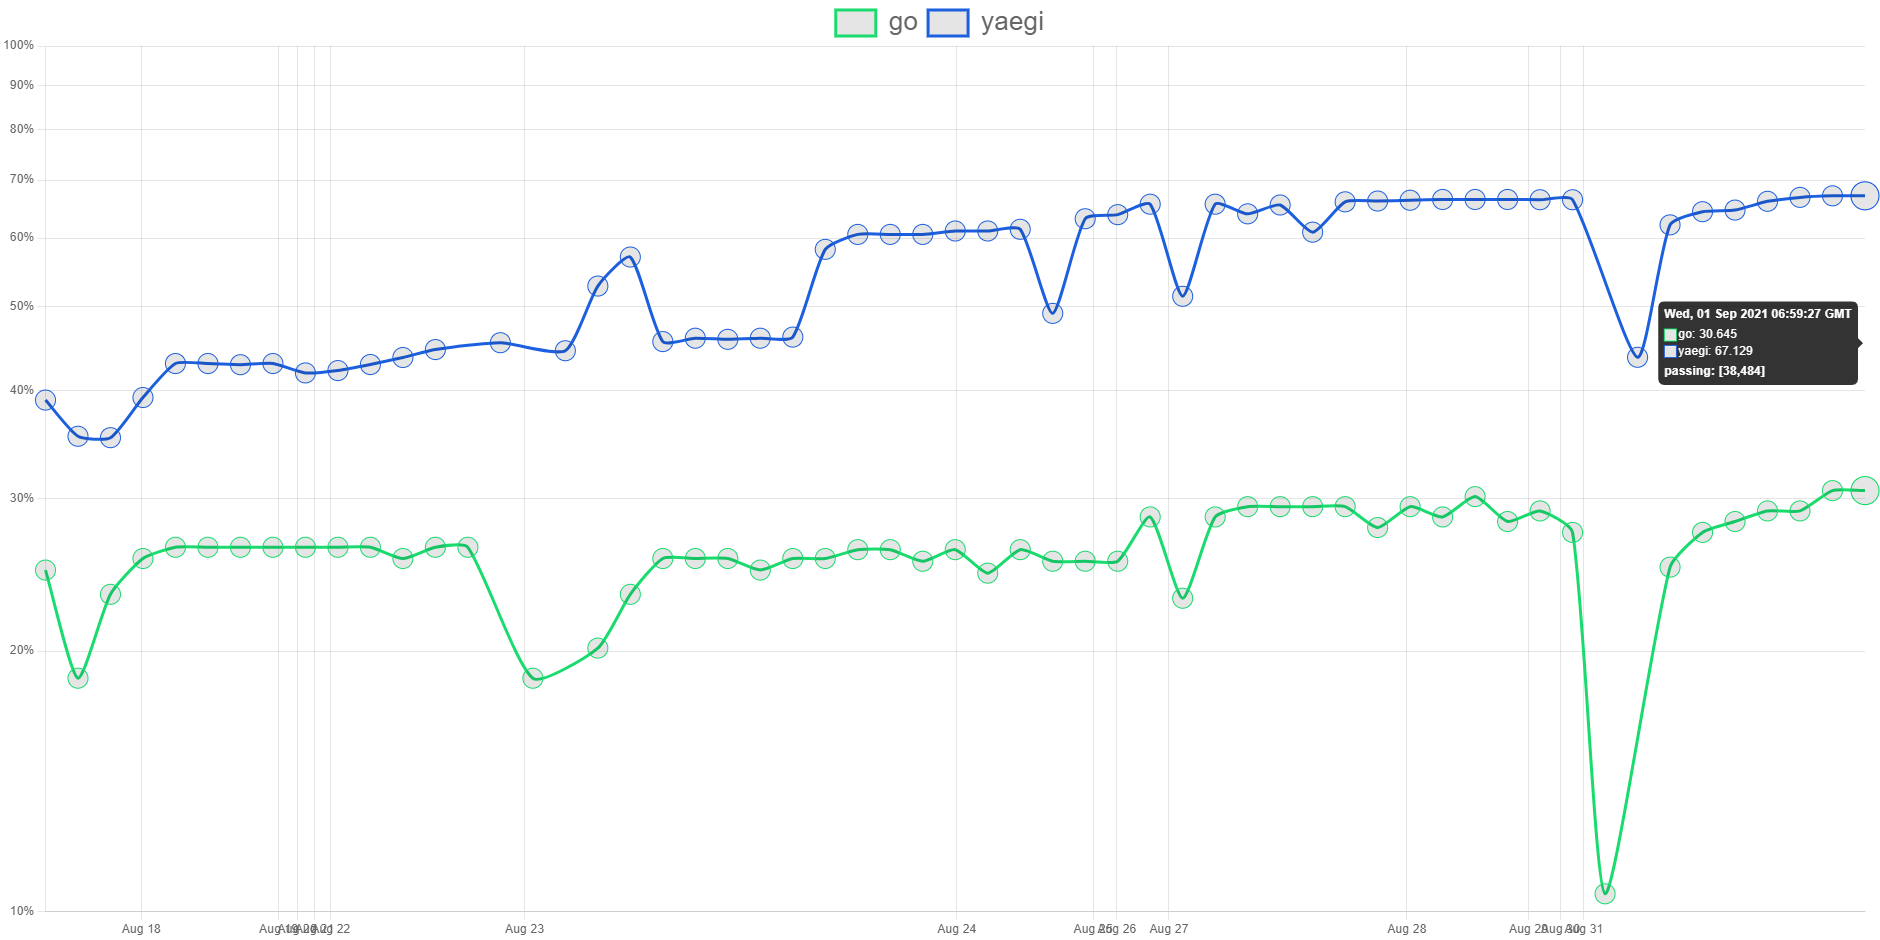 go yaegi
100%
90%
80%
70%
60%
50%
40%
30%
20%
10%
Wed, 01 Sep 2021 06:59:27 GMT
go: 30.645
yaegi: 67.129
passing: [38,484]
Aug 18 Aug 19 Aug 20 Aug 21 Aug 22 Aug 23 Aug 24 Aug 25 Aug 26 Aug 27 Aug 28 Aug 29 Aug 30 Aug 31